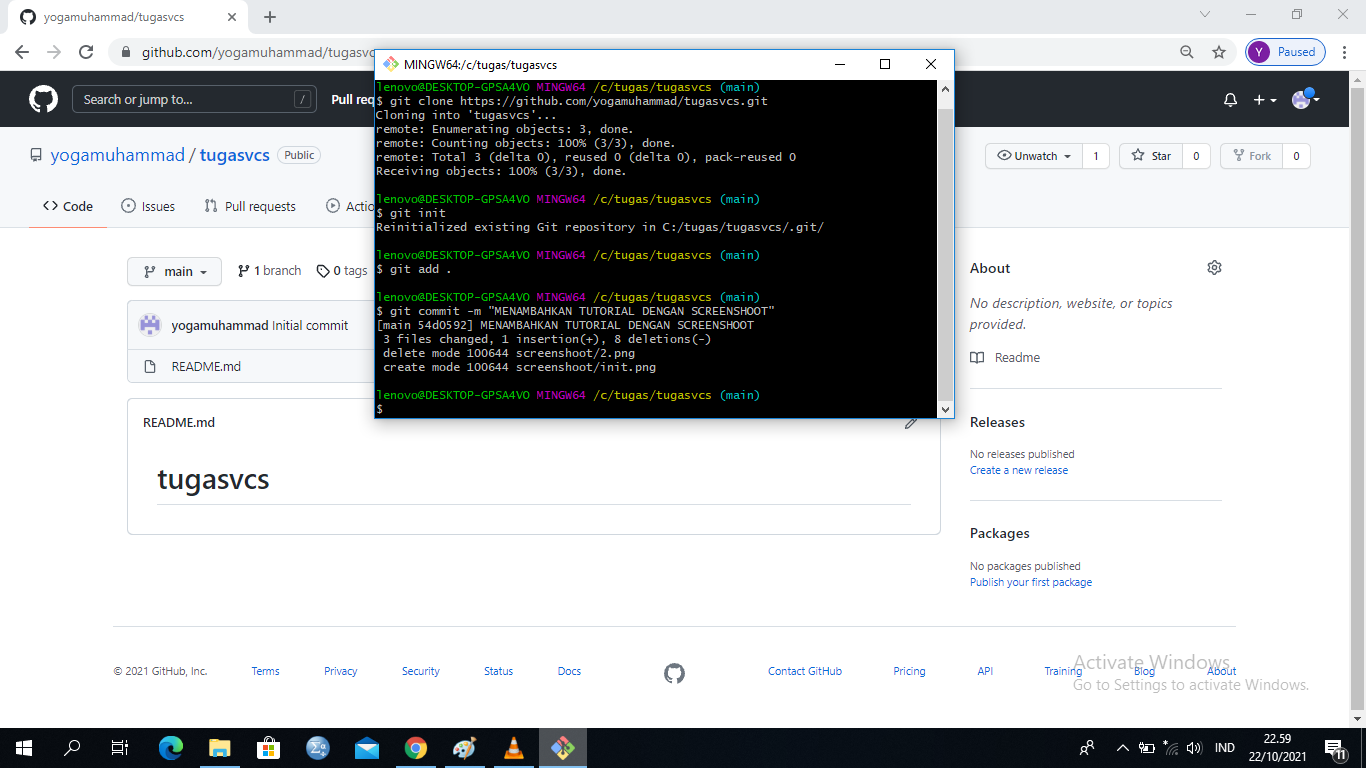 yogamuhammad/tugasvcs
github.com/yogamuhammad/tugasvc
Paused
Y
MINGW64:/c/tugas/tugasvcs
lenovo@DESKTOP-GPSA4VO MINGW64 /c/tugas/tugasvcs (main)
$ git clone https://github.com/yogamuhammad/tugasvcs.git
Cloning into 'tugasvcs'...
remote: Enumerating objects: 3, done.
remote: Counting objects: 100% (3/3), done.
remote: Total 3 (delta 0), reused 0 (delta 0), pack-reused 0
Receiving objects: 100% (3/3), done.
lenovo@DESKTOP-GPSA4VO MINGW64 /c/tugas/tugasvcs (main)
$ git init
Reinitialized existing Git repository in C:/tugas/tugasvcs/.git/
lenovo@DESKTOP-GPSA4VO MINGW64 /c/tugas/tugasvcs (main)
$ git add .
lenovo@DESKTOP-GPSA4VO MINGW64 /c/tugas/tugasvcs (main)
$ git commit -m "MENAMBAHKAN TUTORIAL DENGAN SCREENSHOOT"
[main 54d0592] MENAMBAHKAN TUTORIAL DENGAN SCREENSHOOT
3 files changed, 1 insertion(+), 8 deletions(-)
delete mode 100644 screenshoot/2.png
create mode 100644 screenshoot/init.png
lenovo@DESKTOP-GPSA4VO MINGW64 /c/tugas/tugasvcs (main)
$
Search or jump to... /
Pull req
yogamuhammad / tugasvcs Public
Unwatch 1 Star 0 Fork 0
Code Issues Pull requests Actio
main 1 branch 0 tags
yogamuhammad Initial commit
README.md
README.md
tugasvcs
About
No description, website, or topics
provided.
Readme
Releases
No releases published
Create a new release
Packages
No packages published
Publish your first package
© 2021 GitHub, Inc. Terms Privacy Security Status Docs Contact GitHub Pricing API Training Blog About
Activate Windows
Go to Settings to activate Windows.
IND
22.59
22/10/2021
11